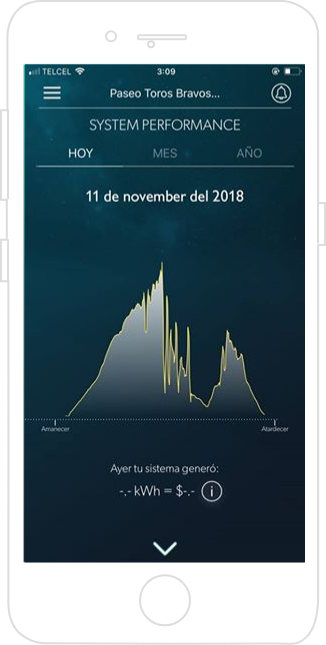 TELCEL
3:09
Paseo Toros Bravos...
SYSTEM PERFORMANCE
HOY MES AÑO
11 de november del 2018
Amanecer Atardecer
Ayer tu sistema generó:
-.- kWh = $-.- i